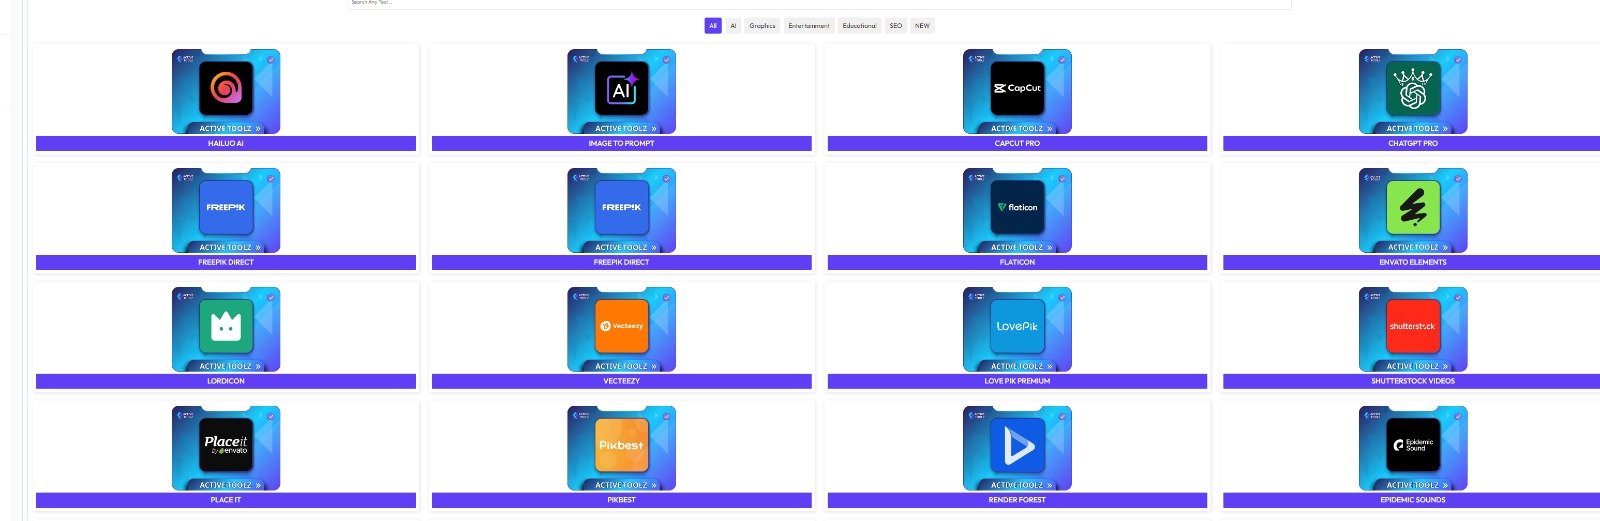 Search Any Tool...
All AI Graphics Entertainment Educational SEO NEW
AI CapCut
ACTIVE TOOLZ » ACTIVE TOOLZ » ACTIVE TOOLZ » ACTIVE TOOLZ »
HAILUO AI IMAGE TO PROMPT CAPCUT PRO CHATGPT PRO
FREEPIK FREEPIK flaticon
ACTIVE TOOLZ » ACTIVE TOOLZ » ACTIVE TOOLZ » ACTIVE TOOLZ »
FREEPIK DIRECT FREEPIK DIRECT FLATICON ENVATO ELEMENTS
Vecteezy LovePik shutterstock
ACTIVE TOOLZ » ACTIVE TOOLZ » ACTIVE TOOLZ » ACTIVE TOOLZ »
LORDICON VECTEEZY LOVE PIK PREMIUM SHUTTERSTOCK VIDEOS
Placeit by envato Pikbest Epidemic Sound
ACTIVE TOOLZ » ACTIVE TOOLZ » ACTIVE TOOLZ » ACTIVE TOOLZ »
PLACE IT PIKBEST RENDER FOREST EPIDEMIC SOUNDS